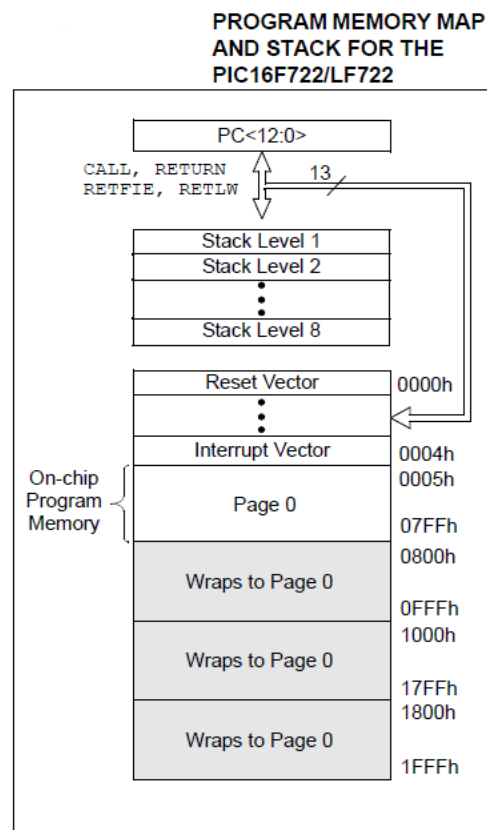 PROGRAM MEMORY MAP
AND STACK FOR THE
PIC16F722/LF722
PC<12:0>
CALL, RETURN
RETFIE, RETLW
13
Stack Level 1
Stack Level 2
Stack Level 8
Reset Vector
0000h
Interrupt Vector
0004h
On-chip
Program
Memory
Page 0
0005h
07FFh
Wraps to Page 0
0800h
0FFFh
Wraps to Page 0
1000h
17FFh
Wraps to Page 0
1800h
1FFFh